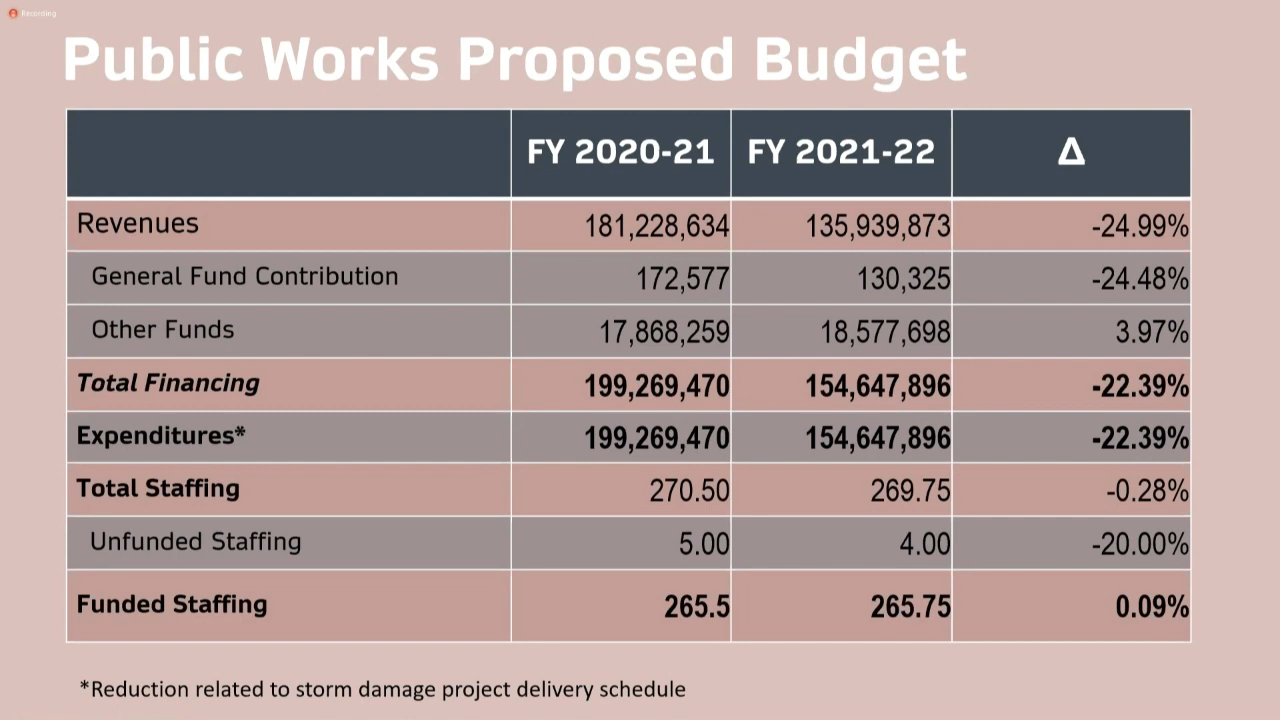 Recording
Public Works Proposed Budget
FY 2020-21 FY 2021-22 Δ
Revenues 181,228,634 135,939,873 -24.99%
General Fund Contribution 172,577 130,325 -24.48%
Other Funds 17,868,259 18,577,698 3.97%
Total Financing 199,269,470 154,647,896 -22.39%
Expenditures* 199,269,470 154,647,896 -22.39%
Total Staffing 270.50 269.75 -0.28%
Unfunded Staffing 5.00 4.00 -20.00%
Funded Staffing 265.5 265.75 0.09%
*Reduction related to storm damage project delivery schedule